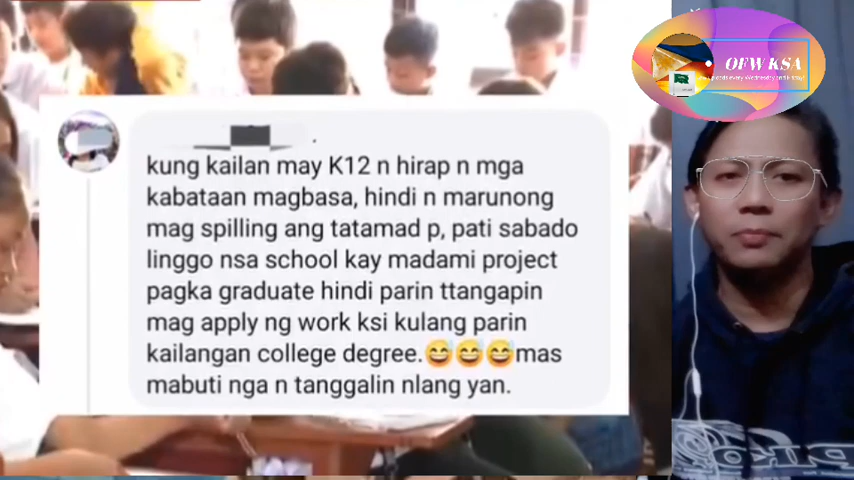 OFW KSA
kung kailan may K12 n hirap n mga
kabataan magbasa, hindi n marunong
mag spilling ang tatamad p, pati sabado
linggo nsa school kay madami project
pagka graduate hindi parin ttangapin
mag apply ng work ksi kulang parin
kailangan college degree.😅😅😅mas
mabuti nga n tanggalin nlang yan.